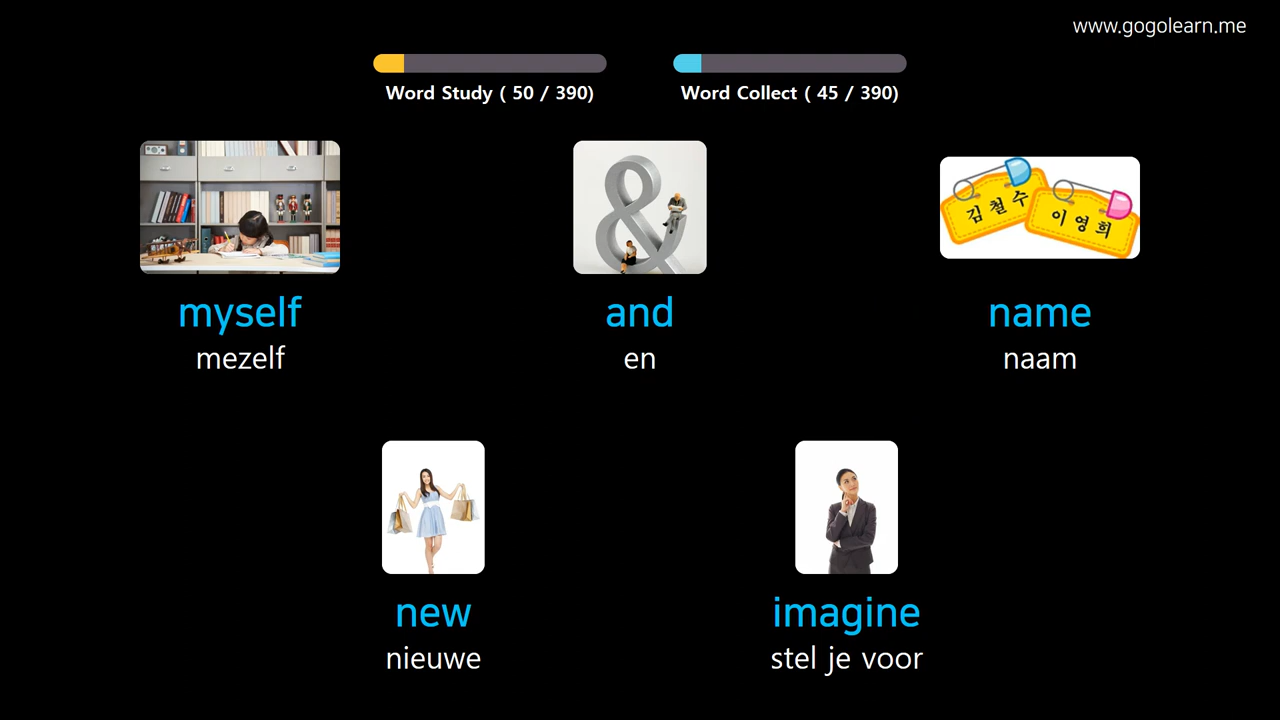 www.gogolearn.me
Word Study ( 50 / 390)
Word Collect ( 45 / 390)
김철수
이영희
myself
mezelf
and
en
name
naam
new
nieuwe
imagine
stel je voor